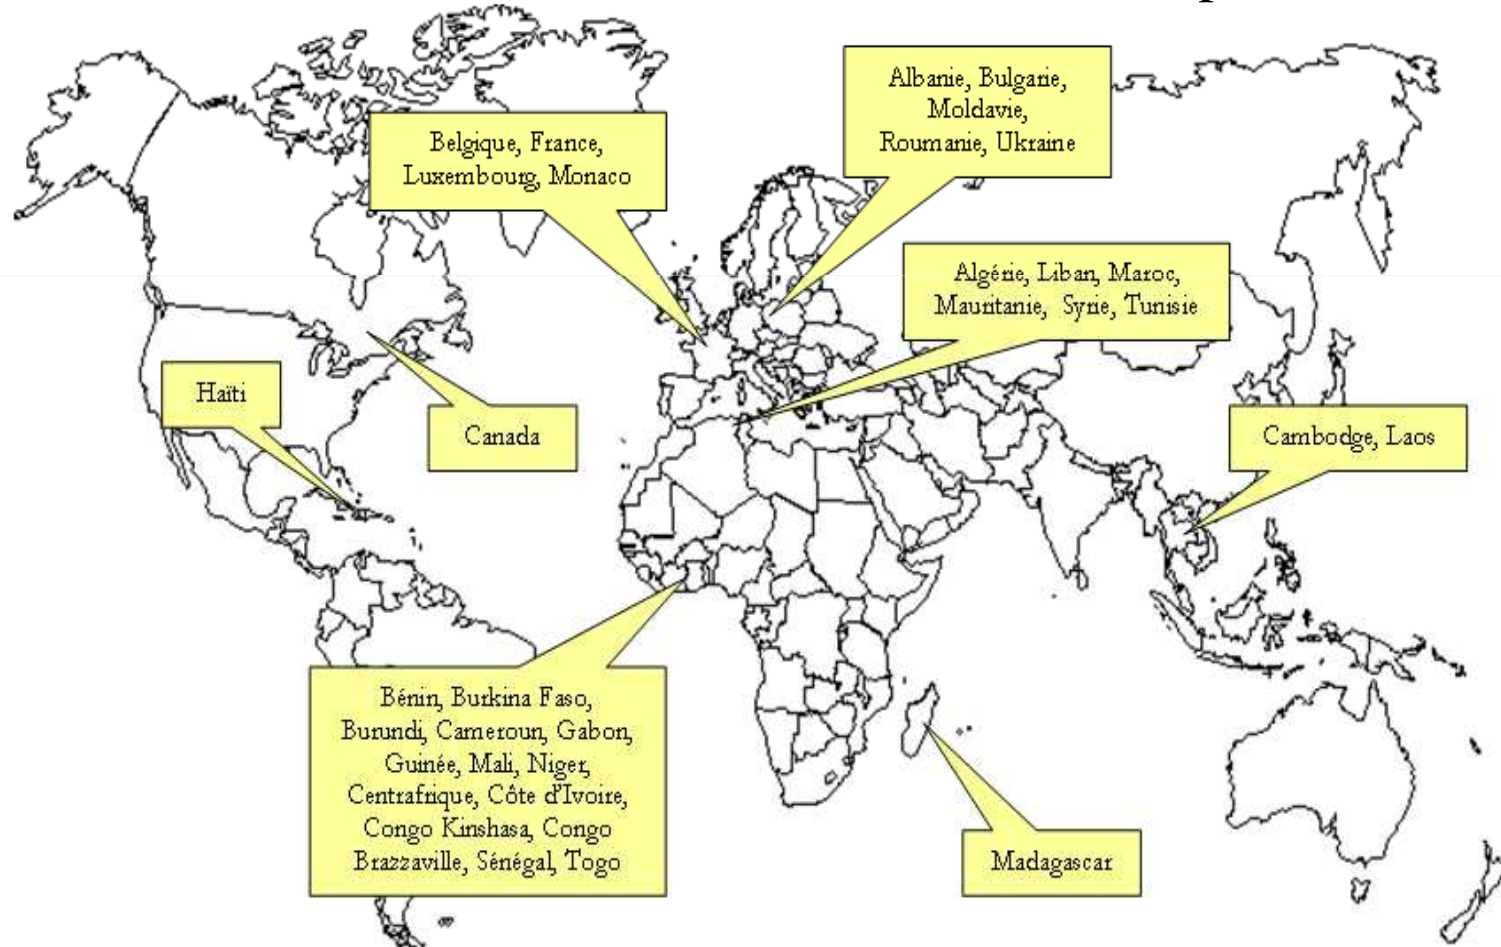 Albanie, Bulgarie,
Moldavie,
Roumanie, Ukraine
Belgique, France,
Luxembourg, Monaco
Algérie, Liban, Maroc,
Mauritanie, Syrie, Tunisie
Haïti
Canada
Cambodge, Laos
Bénin, Burkina Faso,
Burundi, Cameroun, Gabon,
Guinée, Mali, Niger,
Centrafrique, Côte d'Ivoire,
Congo Kinshasa, Congo
Brazzaville, Sénégal, Togo
Madagascar